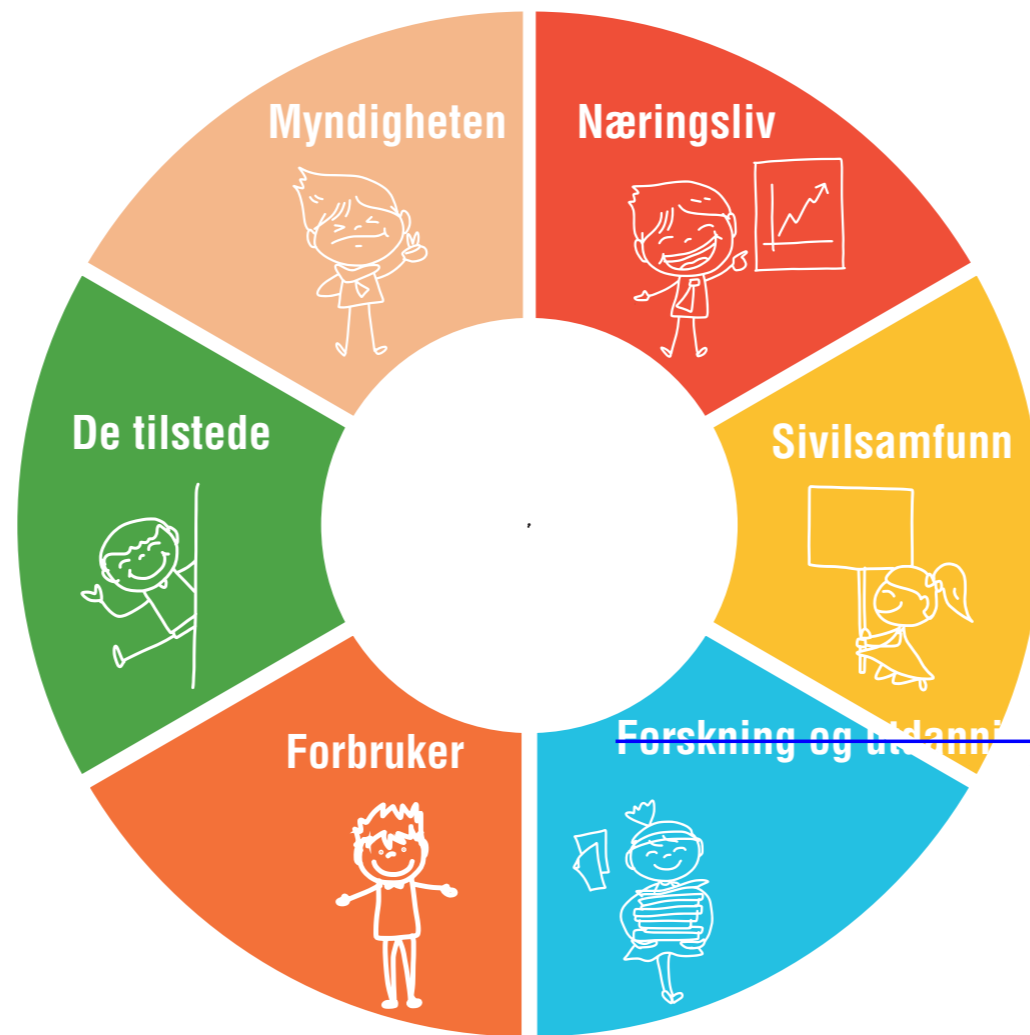 Myndigheten
Næringsliv
De tilstede
Sivilsamfunn
Forbruker
Forskning og